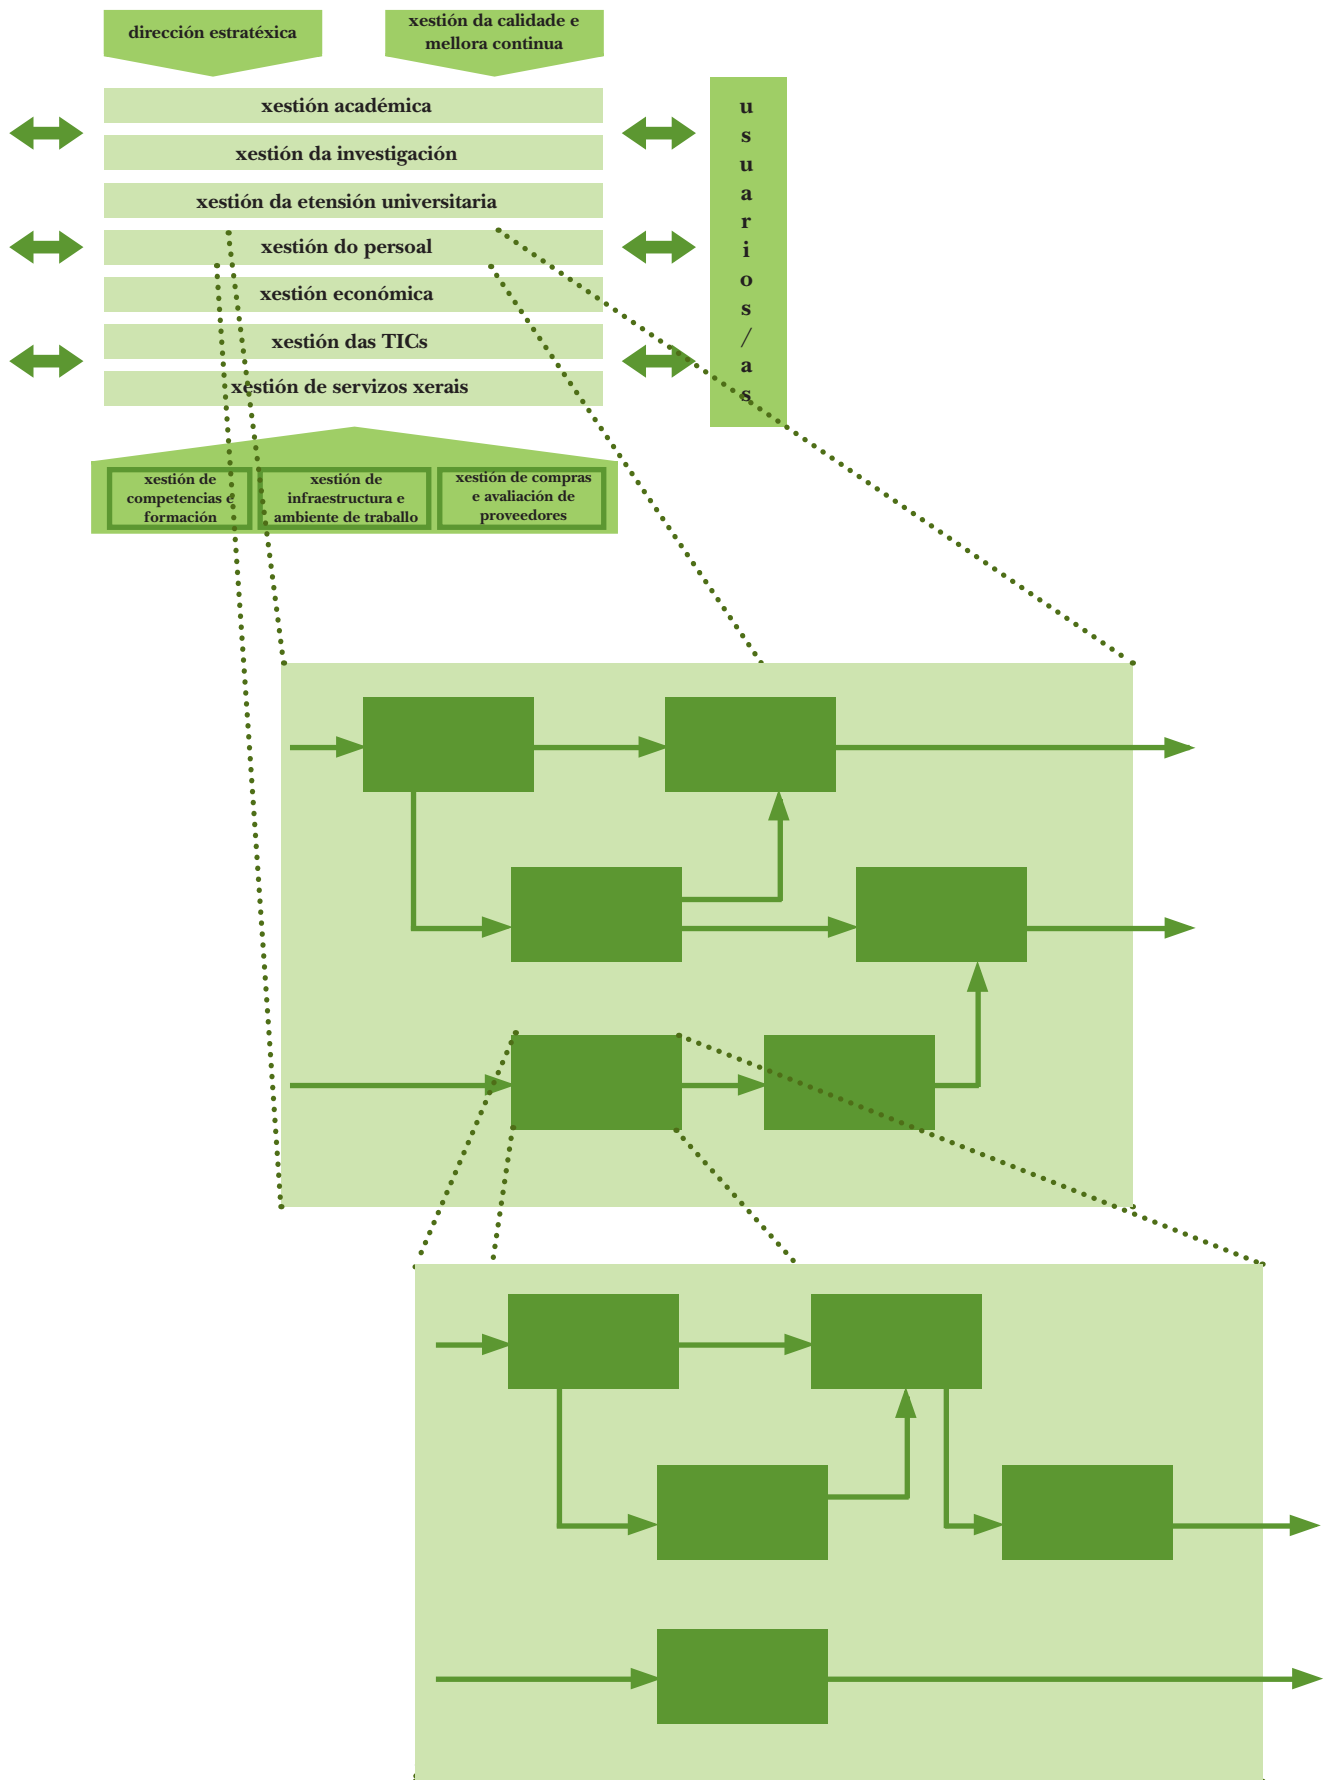 dirección estratéxica
xestión da calidade e
mellora continua
xestión académica
xestión da investigación
xestión da etensión universitaria
xestión do persoal
xestión económica
xestión das TICs
xestión de servizos xerais
u
s
u
a
r
i
o
s
/
a
s
xestión de
competencias e
formación
xestión de
infraestructura e
ambiente de traballo
xestión de compras
e avaliación de
proveedores